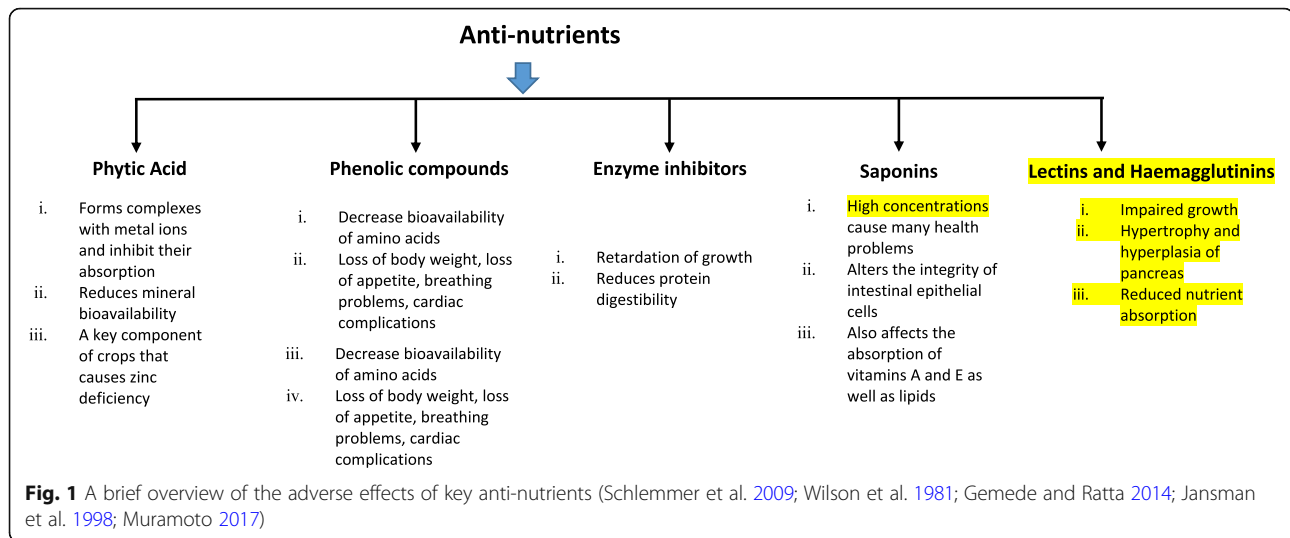 Anti-nutrients
Phytic Acid
i. Forms complexes
with metal ions
and inhibit their
absorption
ii. Reduces mineral
bioavailability
iii. A key component
of crops that
causes zinc
deficiency
Phenolic compounds
i. Decrease bioavailability
of amino acids
ii. Loss of body weight, loss
of appetite, breathing
problems, cardiac
complications
iii. Decrease bioavailability
of amino acids
iv. Loss of body weight, loss
of appetite, breathing
problems, cardiac
complications
Enzyme inhibitors
i. Retardation of growth
ii. Reduces protein
digestibility
Saponins
i. High concentrations
cause many health
problems
ii. Alters the integrity of
intestinal epithelial
cells
iii. Also affects the
absorption of
vitamins A and E as
well as lipids
Lectins and Haemagglutinins
i. Impaired growth
ii. Hypertrophy and
hyperplasia of
pancreas
iii. Reduced nutrient
absorption
Fig. 1 A brief overview of the adverse effects of key anti-nutrients (Schlemmer et al. 2009; Wilson et al. 1981; Gemede and Ratta 2014; Jansman
et al. 1998; Muramoto 2017)